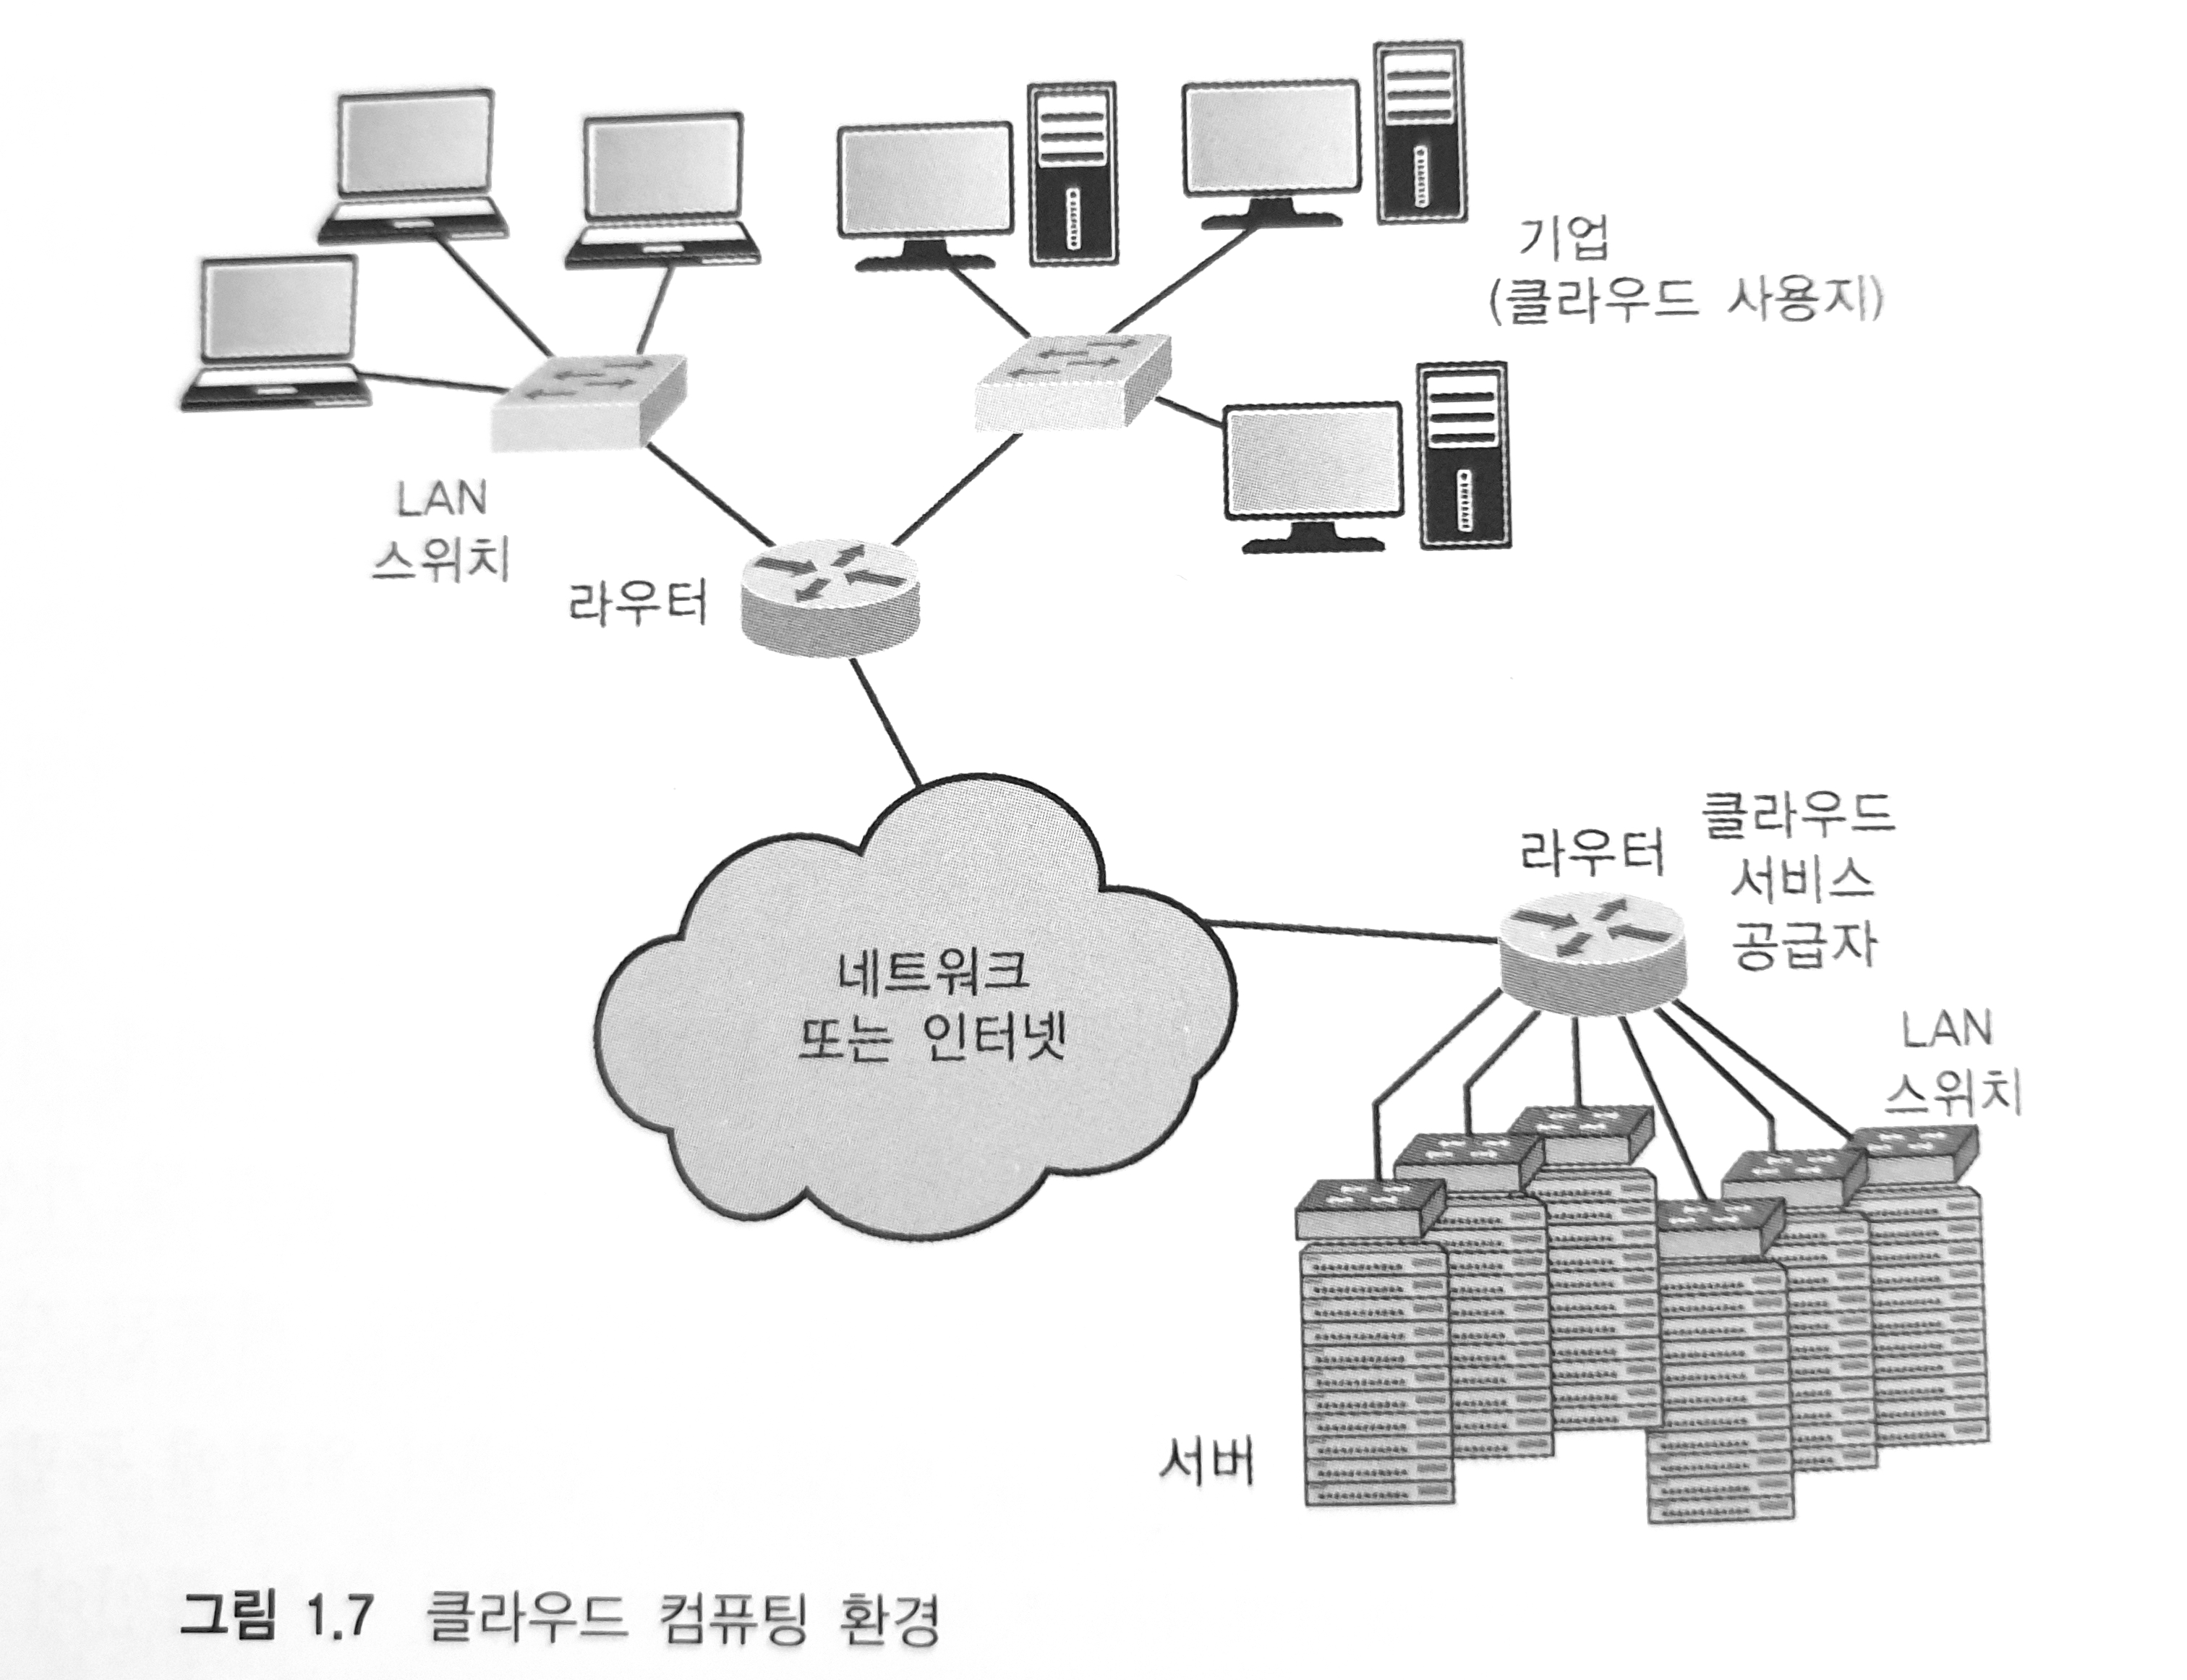 기업
(클라우드 사용자)
LAN
스위치
라우터
클라우드
서비스
공급자
라우터
LAN
스위치
네트워크
또는 인터넷
서버
그림 1.7 클라우드 컴퓨팅 환경